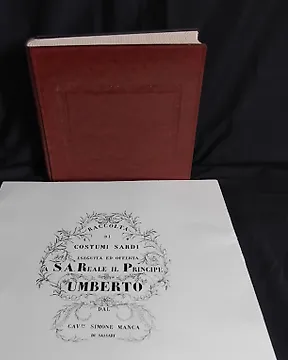 RACCOLTA
DI
COSTUMI SARDI
ESEGUITA ED OFFERTA
A S.A REALE IL PRINCIPE
UMBERTO
DAL
CAV.RE SIMONE MANCA
DI SASSARI